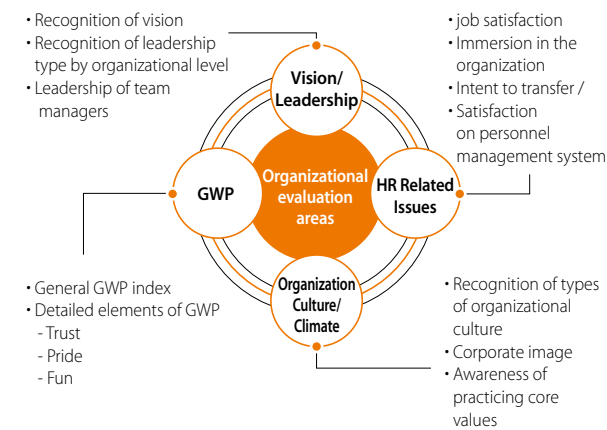 • Recognition of vision
• Recognition of leadership
type by organizational level
• Leadership of team
managers
Vision/
Leadership
• job satisfaction
• Immersion in the
organization
• Intent to transfer /
• Satisfaction
on personnel
management system
GWP
Organizational
evaluation
areas
HR Related
Issues
• General GWP index
• Detailed elements of GWP
- Trust
- Pride
- Fun
Organization
Culture/
Climate
• Recognition of types
of organizational
culture
• Corporate image
• Awareness of
practicing core
values